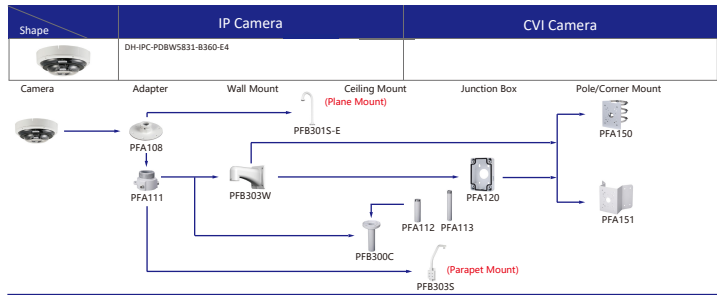 Shape
IP Camera
CVI Camera
DH-IPC-PDBW5831-B360-E4
Camera
Adapter
Wall Mount
Ceiling Mount
Junction Box
Pole/Corner Mount
(Plane Mount)
PFB301S-E
PFA150
PFA108
PFA111
PFB303W
PFA120
PFA151
PFA112
PFA113
PFB300C
(Parapet Mount)
PFB303S